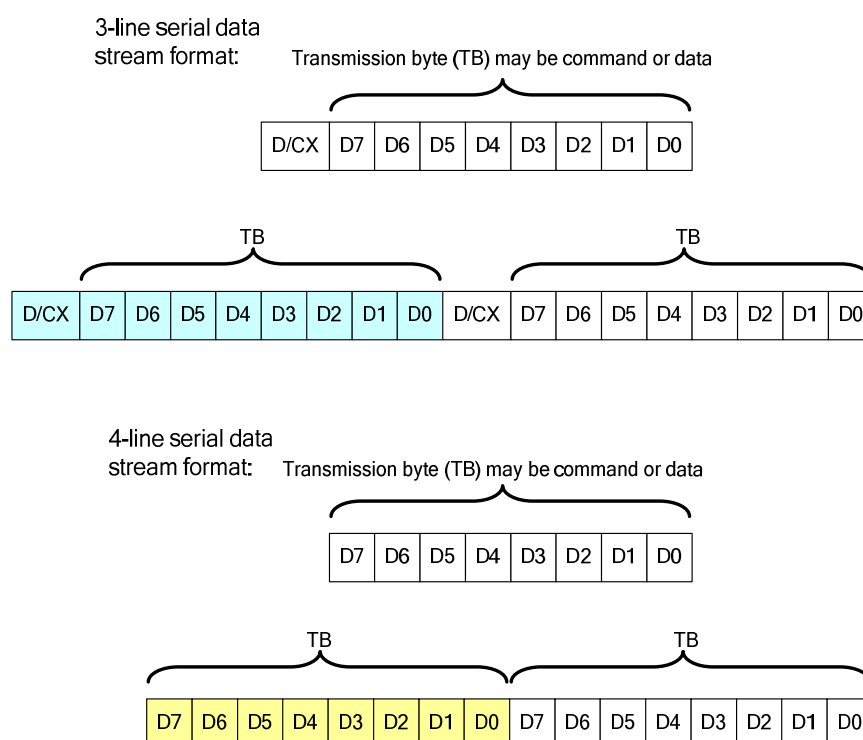 3-line serial data
stream format:
Transmission byte (TB) may be command or data
D/CX D7 D6 D5 D4 D3 D2 D1 D0
TB TB
D/CX D7 D6 D5 D4 D3 D2 D1 D0 D/CX D7 D6 D5 D4 D3 D2 D1 D0
4-line serial data
stream format:
Transmission byte (TB) may be command or data
D7 D6 D5 D4 D3 D2 D1 D0
TB TB
D7 D6 D5 D4 D3 D2 D1 D0 D7 D6 D5 D4 D3 D2 D1 D0